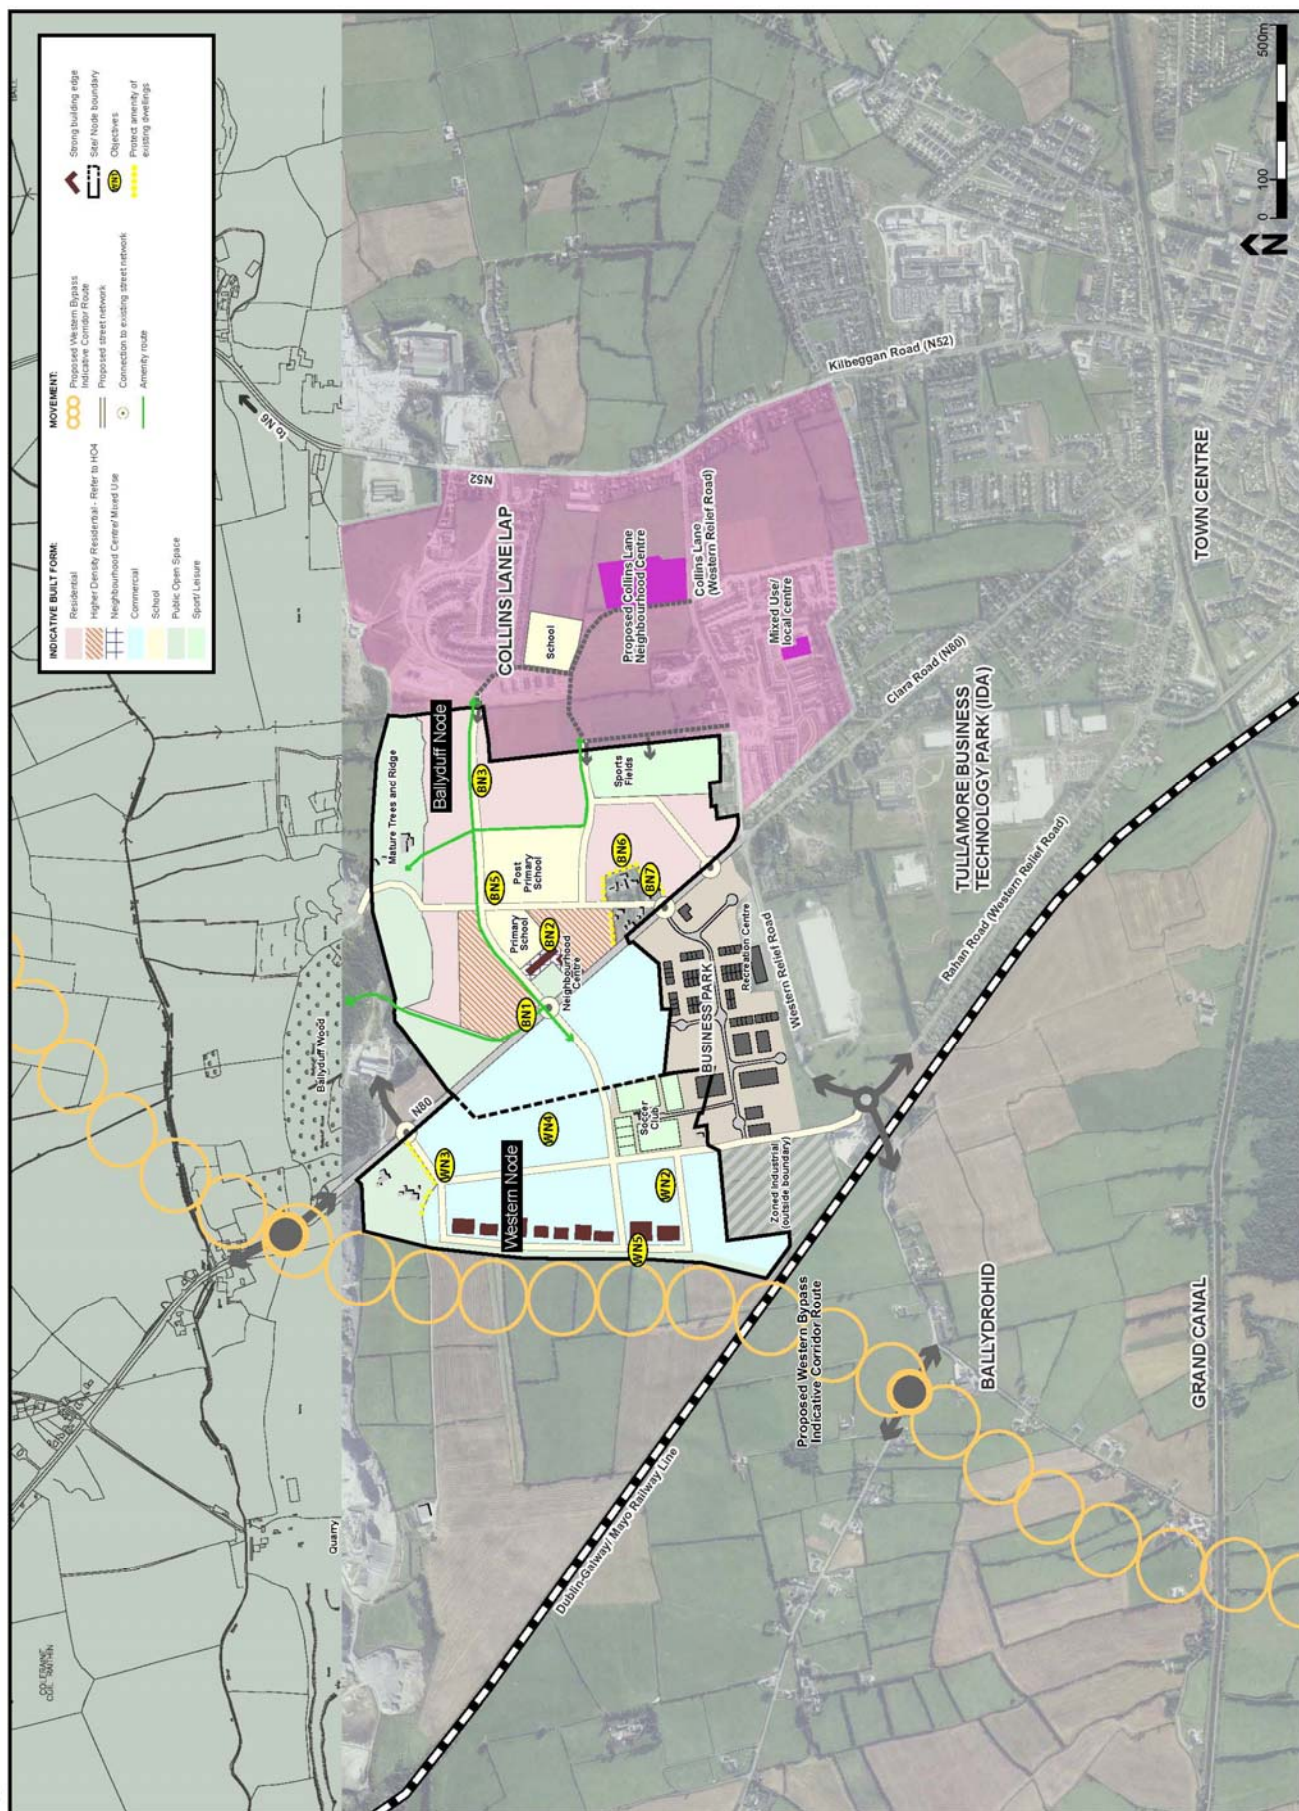 INDICATIVE BUILT FORM:
Residential
Higher Density Residential - Refer to HO4
Neighbourhood Centre/ Mixed Use
Commercial
School
Public Open Space
Sport/ Leisure
MOVEMENT:
Proposed Western Bypass
Indicative Corridor Route
Proposed street network
Connection to existing street network
Amenity route
Strong building edge
Site/ Node boundary
WN1
Objectives
Protect amenity of
existing dwellings
to N6
N52
COLLINS LANE LAP
School
Proposed Collins Lane
Neighbourhood Centre
Collins Lane
(Western Relief Road)
Kilbeggan Road (N52)
Mixed Use/
local centre
Clara Road (N80)
TOWN CENTRE
Ballyduff Node
Mature Trees and Ridge
BN3
Sports
Fields
BN5
Post
Primary
School
BN6
BN7
Primary
School
BN2
Neighbourhood
Centre
BN1
Ballyduff Wood
N80
BUSINESS PARK
Recreation Centre
Western Relief Road
TULLAMORE BUSINESS
TECHNOLOGY PARK (IDA)
Rahan Road (Western Relief Road)
Soccer
Club
WN4
WN3
WN2
WN5
Western Node
Zoned Industrial
(outside boundary)
Proposed Western Bypass
Indicative Corridor Route
BALLYDROHID
GRAND CANAL
Dublin-Galway/ Mayo Railway Line
Quarry
0 100 500m
N